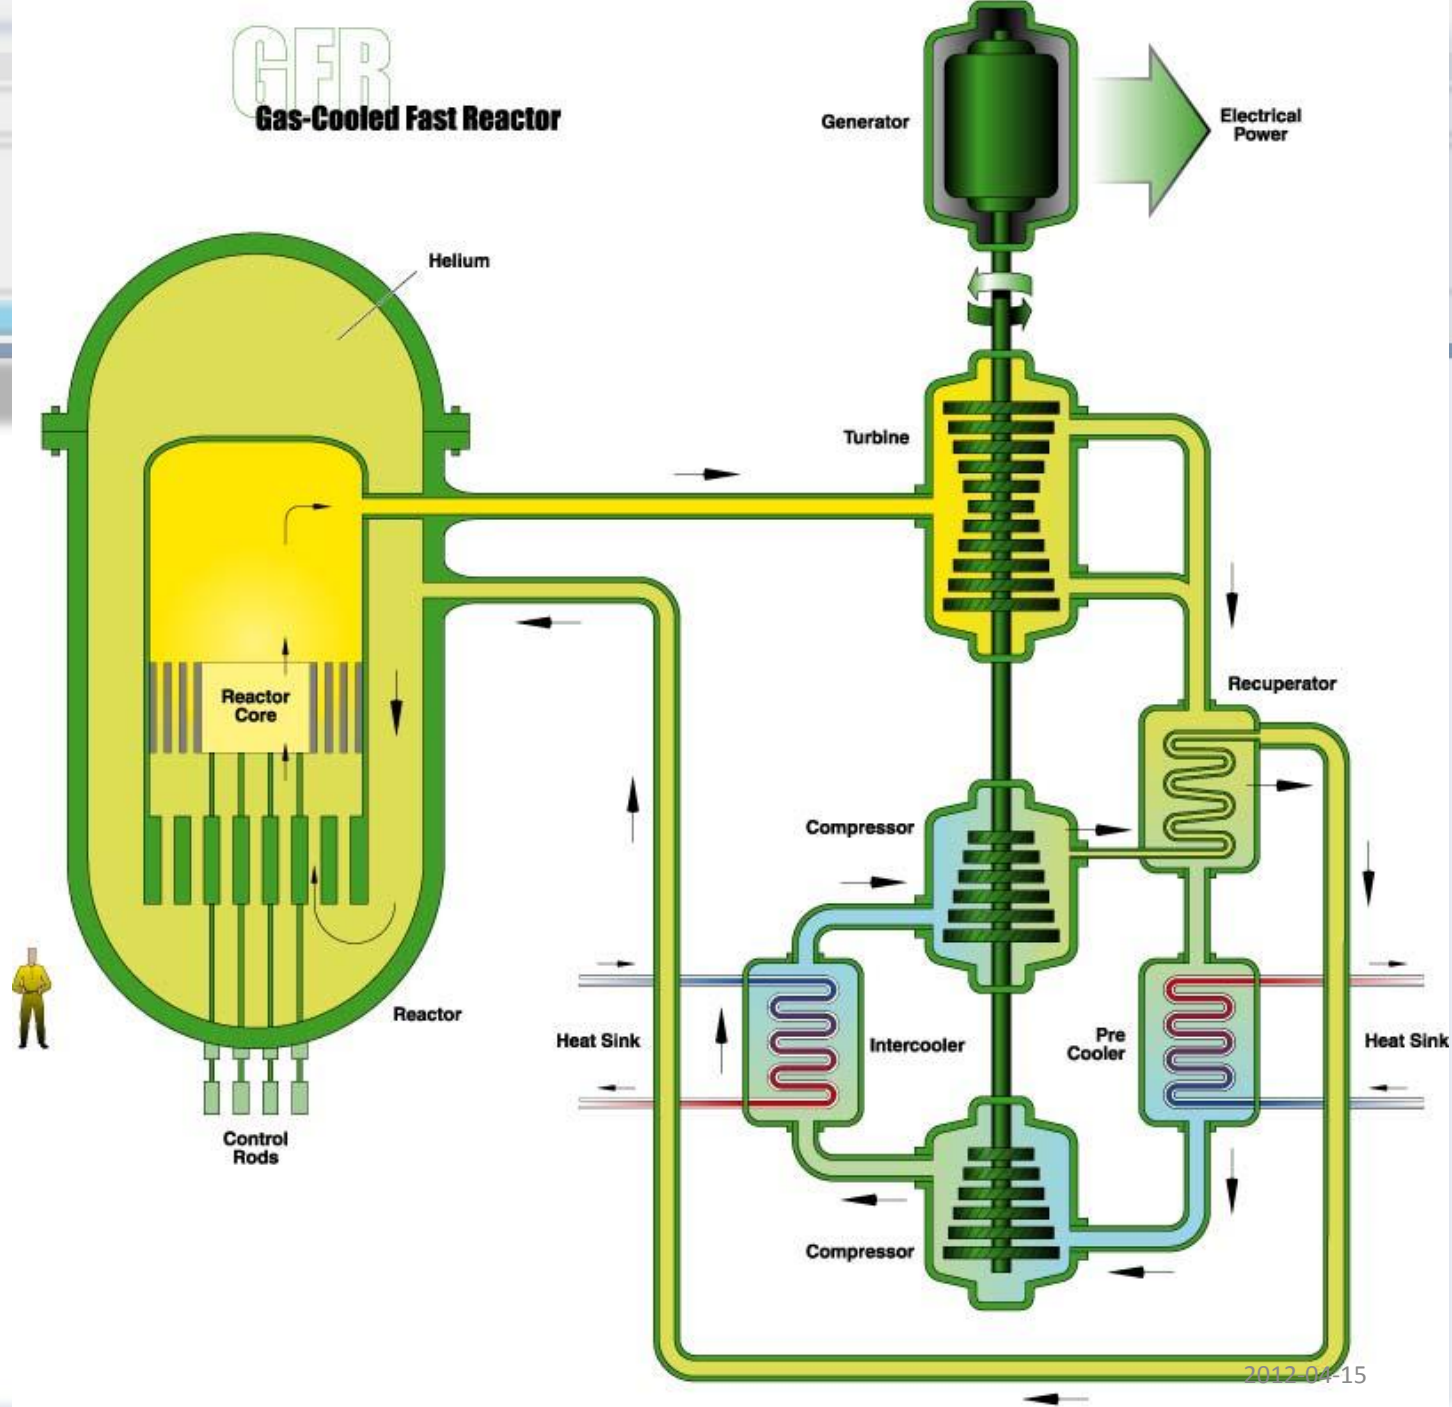 GFR
Gas-Cooled Fast Reactor
Generator
Electrical
Power
Helium
Turbine
Recuperator
Reactor
Core
Compressor
Reactor
Heat Sink
Intercooler
Pre
Cooler
Heat Sink
Control
Rods
Compressor
2012-04-15